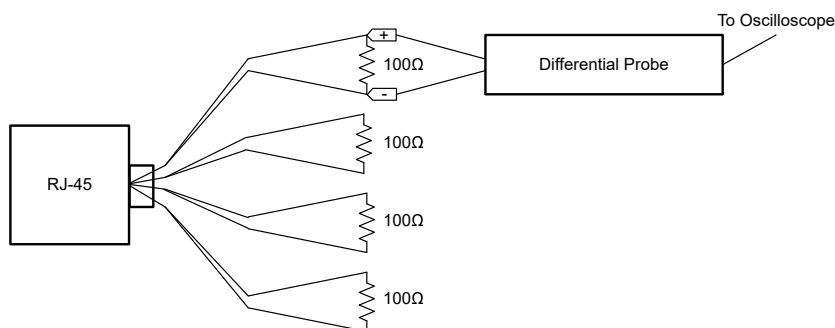 To Oscilloscope
+
100Ω
Differential Probe
-
100Ω
RJ-45
100Ω
100Ω